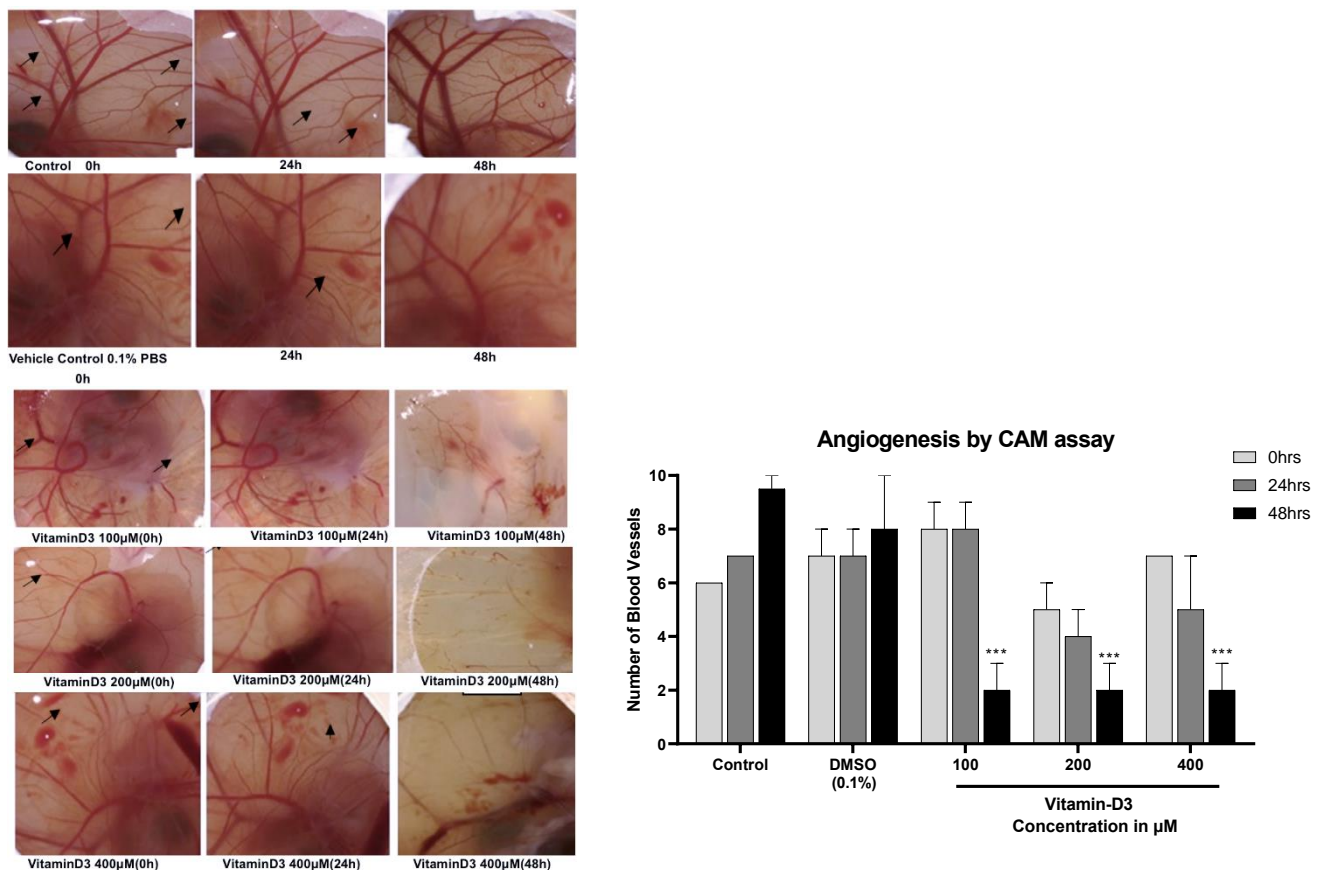 Control 0h
24h
48h
Vehicle Control 0.1% PBS
0h
24h
48h
VitaminD3 100µM(0h)
VitaminD3 100µM(24h)
VitaminD3 100µM(48h)
VitaminD3 200µM(0h)
VitaminD3 200µM(24h)
VitaminD3 200µM(48h)
VitaminD3 400µM(0h)
VitaminD3 400µM(24h)
VitaminD3 400µM(48h)
Angiogenesis by CAM assay
0hrs
24hrs
48hrs
Number of Blood Vessels
10
8
6
4
2
0
***
***
***
Control
DMSO
(0.1%)
100
200
400
Vitamin-D3
Concentration in µM